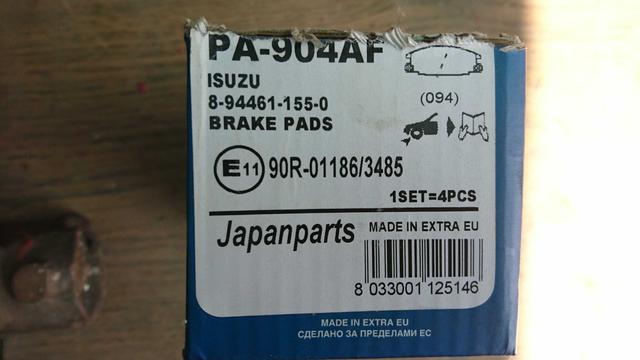 PA-904AF
ISUZU
8-94461-155-0
BRAKE PADS
(094)
E11 90R-01186/3485
1SET=4PCS
Japanparts MADE IN EXTRA EU
8 033001 125146
MADE IN EXTRA EU
СДЕЛАНО ЗА ПРЕДЕЛАМИ ЕС